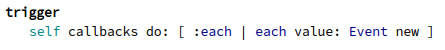 trigger
self callbacks do: [ :each | each value: Event new ]